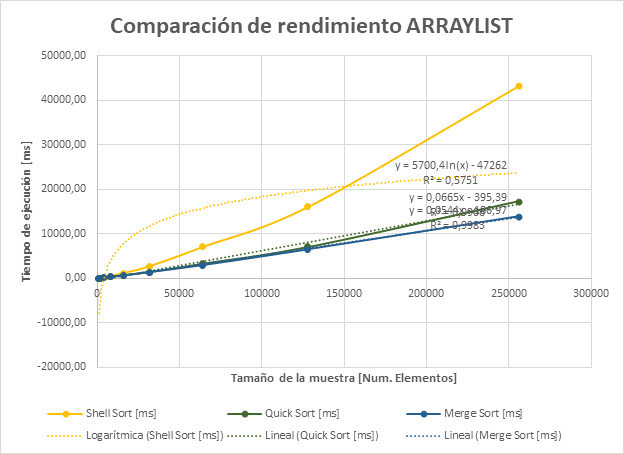 Comparación de rendimiento ARRAYLIST
50000,00
40000,00
30000,00
20000,00
10000,00
0,00
-10000,00
-20000,00
Tiempo de ejecución [ms]
y = 5700,4ln(x) - 47262
R² = 0,5751
y = 0,0665x - 395,39
R² = 0,9983
0
50000
100000
150000
200000
250000
300000
Tamaño de la muestra [Num. Elementos]
Shell Sort [ms]
Quick Sort [ms]
Merge Sort [ms]
Logarítmica (Shell Sort [ms])
Lineal (Quick Sort [ms])
Lineal (Merge Sort [ms])